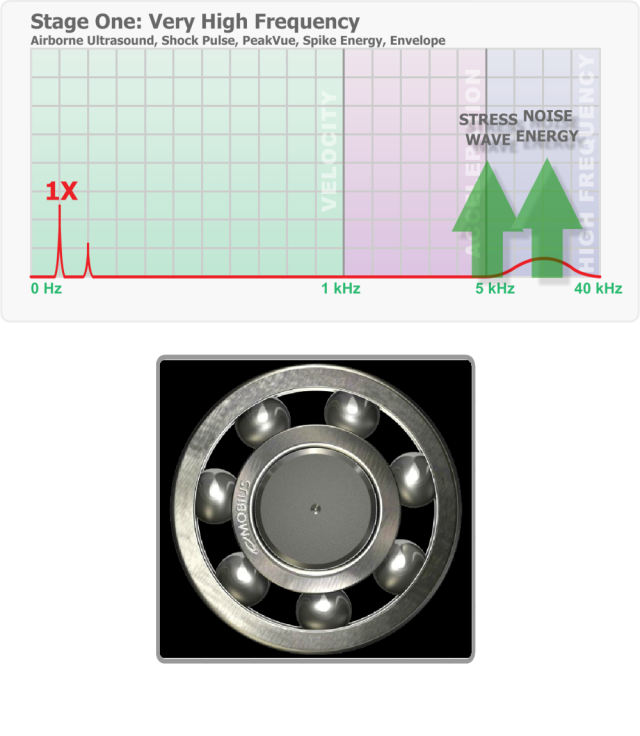 Stage One: Very High Frequency
Airborne Ultrasound, Shock Pulse, PeakVue, Spike Energy, Envelope
VELOCITY
ACCELERATION
HIGH FREQUENCY
STRESS WAVE
NOISE ENERGY
1X
0 Hz
1 kHz
5 kHz
40 kHz
MOBIUS